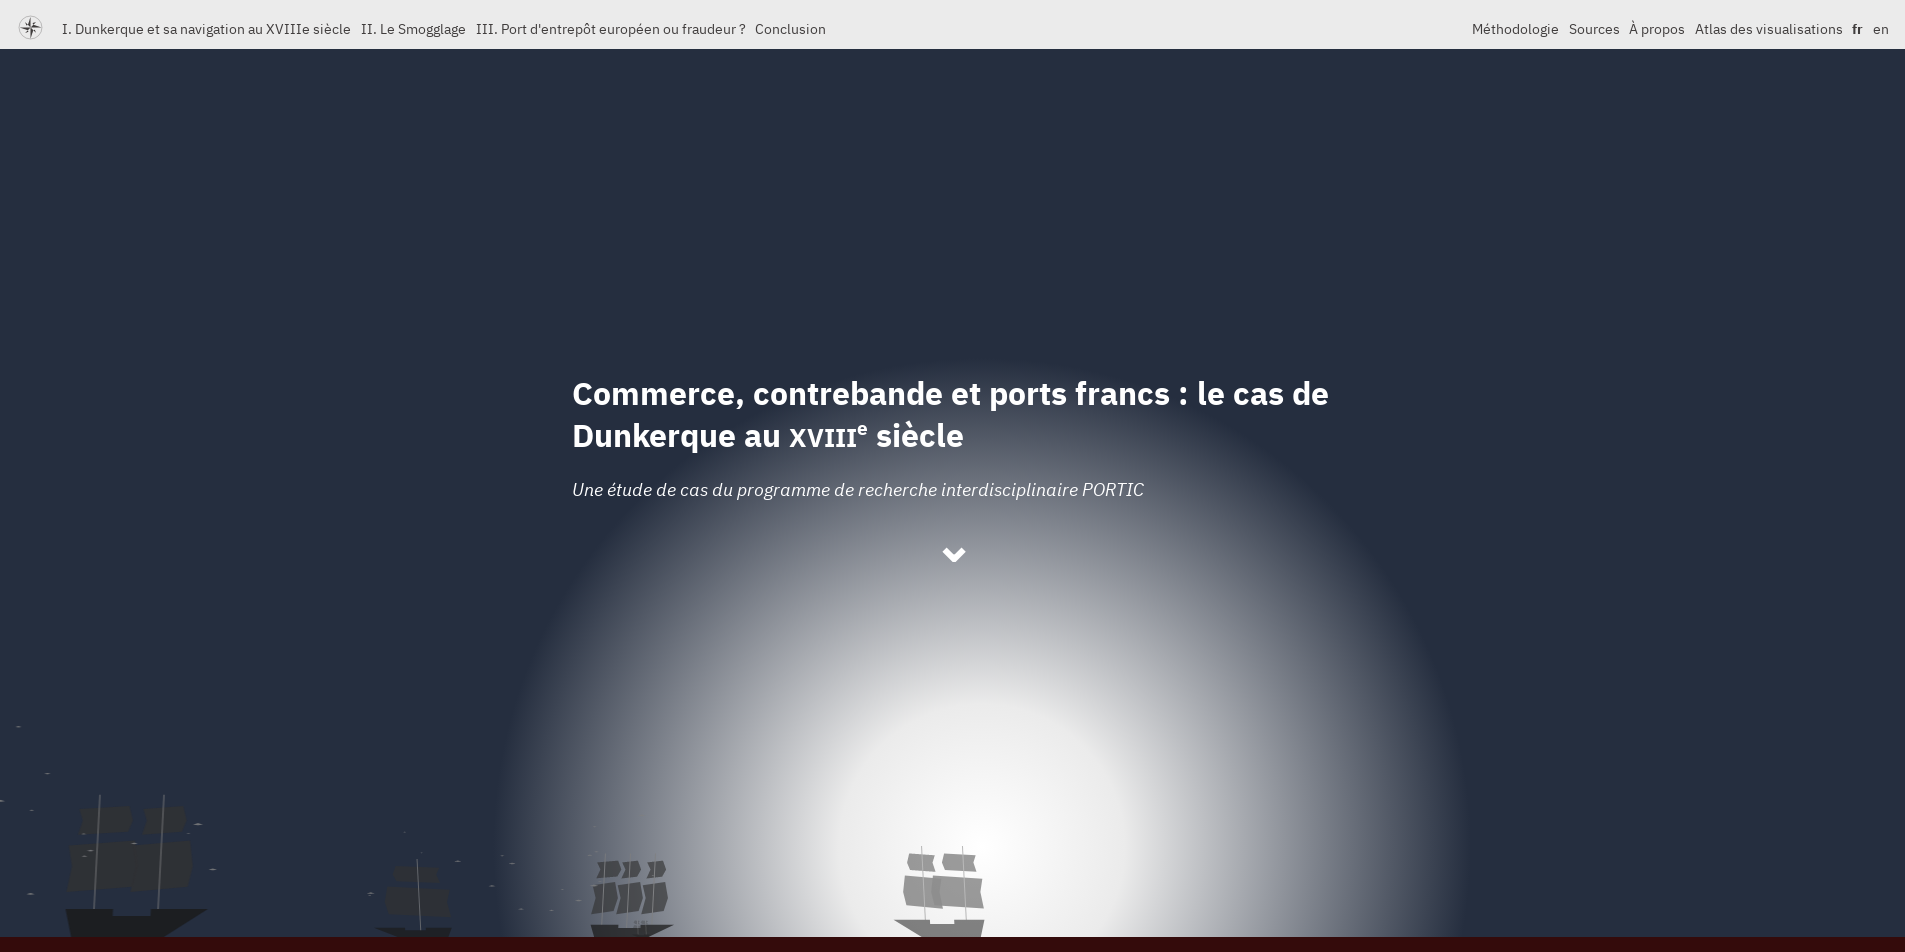 I. Dunkerque et sa navigation au XVIIIe siècle II. Le Smogglage III. Port d'entrepôt européen ou fraudeur ? Conclusion Méthodologie Sources À propos Atlas des visualisations fr en
Commerce, contrebande et ports francs : le cas de
Dunkerque au XVIIIe siècle
Une étude de cas du programme de recherche interdisciplinaire PORTIC